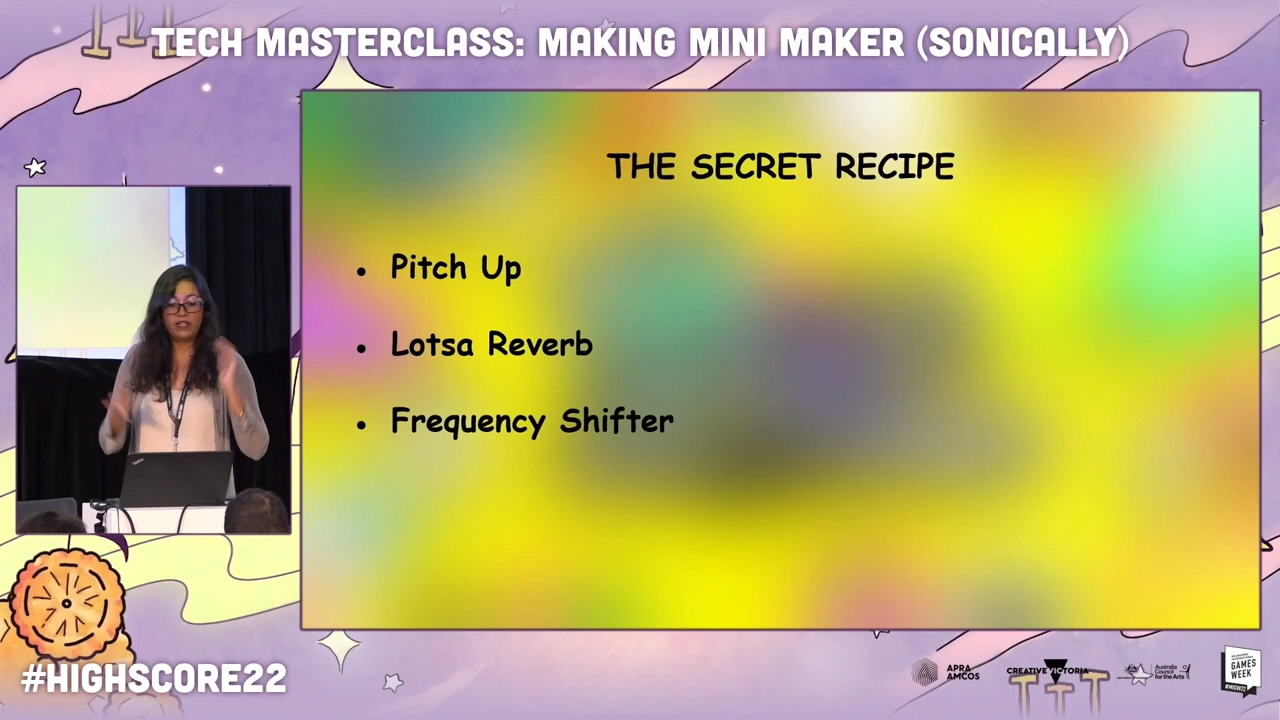 TECH MASTERCLASS: MAKING MINI MAKER (SONICALLY)
THE SECRET RECIPE
• Pitch Up
• Lotsa Reverb
• Frequency Shifter
#HIGHSCORE22
APRA
AMCOS
CREATIVE VICTORIA
Australia
Council
for the Arts
GAMES
WEEK